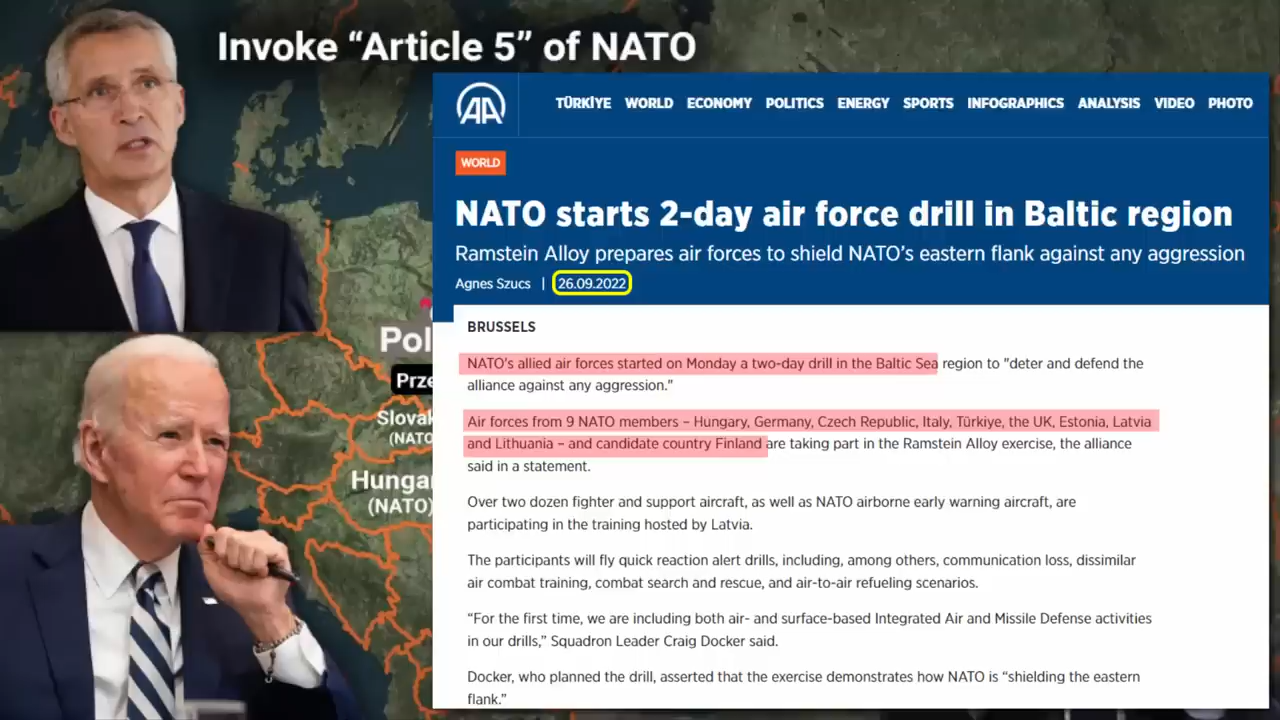 Invoke “Article 5” of NATO
AA
TÜRKİYE WORLD ECONOMY POLITICS ENERGY SPORTS INFOGRAPHICS ANALYSIS VIDEO PHOTO
WORLD
NATO starts 2-day air force drill in Baltic region
Ramstein Alloy prepares air forces to shield NATO’s eastern flank against any aggression
Agnes Szucs | 26.09.2022
BRUSSELS
NATO's allied air forces started on Monday a two-day drill in the Baltic Sea region to "deter and defend the
alliance against any aggression."
Air forces from 9 NATO members – Hungary, Germany, Czech Republic, Italy, Türkiye, the UK, Estonia, Latvia
and Lithuania – and candidate country Finland are taking part in the Ramstein Alloy exercise, the alliance
said in a statement.
Over two dozen fighter and support aircraft, as well as NATO airborne early warning aircraft, are
participating in the training hosted by Latvia.
The participants will fly quick reaction alert drills, including, among others, communication loss, dissimilar
air combat training, combat search and rescue, and air-to-air refueling scenarios.
“For the first time, we are including both air- and surface-based Integrated Air and Missile Defense activities
in our drills,” Squadron Leader Craig Docker said.
Docker, who planned the drill, asserted that the exercise demonstrates how NATO is “shielding the eastern
flank.”
Pol
Prze
Slovak
(NATO
Hunga
(NATO)